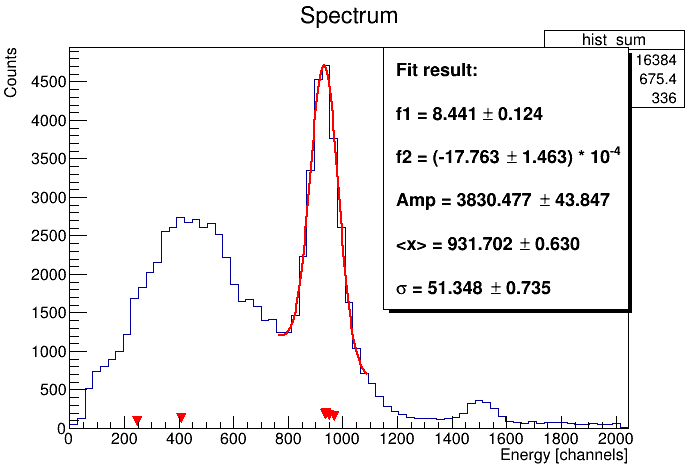 Spectrum
Counts
hist_sum
16384
675.4
336
Fit result:
f1 = 8.441 ± 0.124
f2 = (-17.763 ± 1.463) * 10-4
Amp = 3830.477 ± 43.847
<x> = 931.702 ± 0.630
σ = 51.348 ± 0.735
4500
4000
3500
3000
2500
2000
1500
1000
500
0
0 200 400 600 800 1000 1200 1400 1600 1800 2000
Energy [channels]